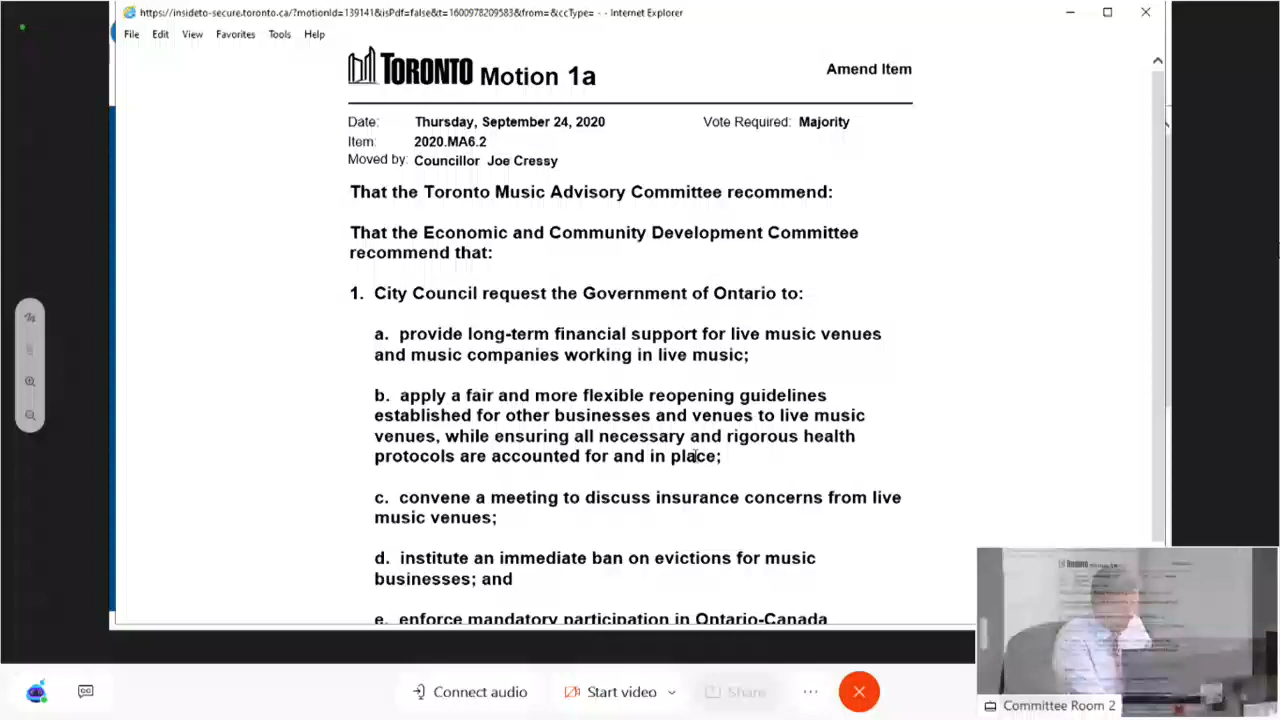 https://insideto-secure.toronto.ca/?motionId=139141&isPdf=false&t=1600978209583&from=&ccType= - - Internet Explorer
File Edit View Favorites Tools Help
TORONTO Motion 1a
Amend Item
Date: Thursday, September 24, 2020
Vote Required: Majority
Item: 2020.MA6.2
Moved by: Councillor Joe Cressy
That the Toronto Music Advisory Committee recommend:
That the Economic and Community Development Committee
recommend that:
1. City Council request the Government of Ontario to:
a. provide long-term financial support for live music venues
and music companies working in live music;
b. apply a fair and more flexible reopening guidelines
established for other businesses and venues to live music
venues, while ensuring all necessary and rigorous health
protocols are accounted for and in place;
c. convene a meeting to discuss insurance concerns from live
music venues;
d. institute an immediate ban on evictions for music
businesses; and
e. enforce mandatory participation in Ontario-Canada
Connect audio
Start video
Share
Committee Room 2